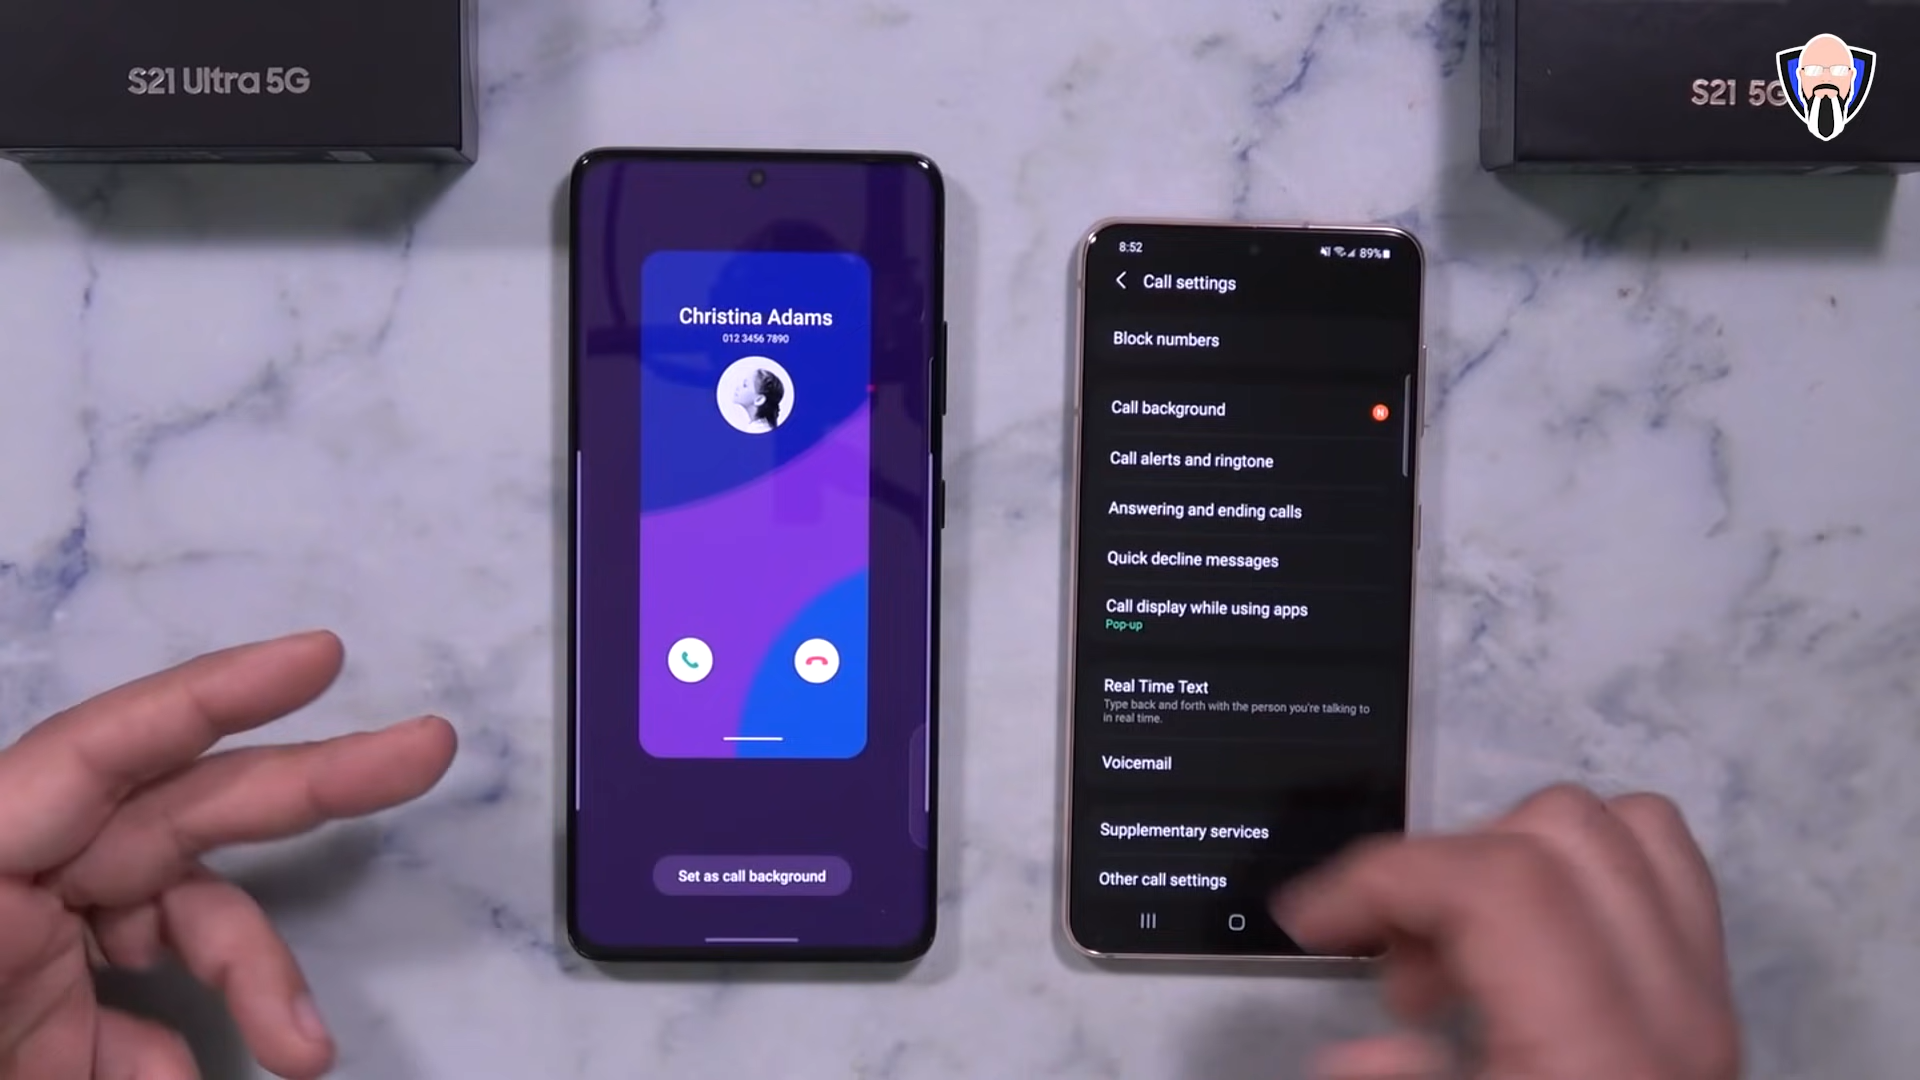 S21 Ultra 5G
S21 5G
Christina Adams
012 3456 7890
Set as call background
8:52
89%
Call settings
Block numbers
Call background
N
Call alerts and ringtone
Answering and ending calls
Quick decline messages
Call display while using apps
Pop-up
Real Time Text
Type back and forth with the person you're talking to
in real time.
Voicemail
Supplementary services
Other call settings